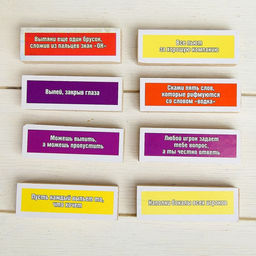 Вытяни еще один брусок,
сложив из пальцев знак «ОК»
Все пьют
за хорошую компанию
Выпей, закрыв глаза
Скажи пять слов,
которые рифмуются
со словом «водка»
Можешь выпить,
а можешь пропустить
Любой игрок задает
тебе вопрос,
а ты честно ответь
Пусть каждый выпьет то,
что хочет
Наполни бокалы всех игроков